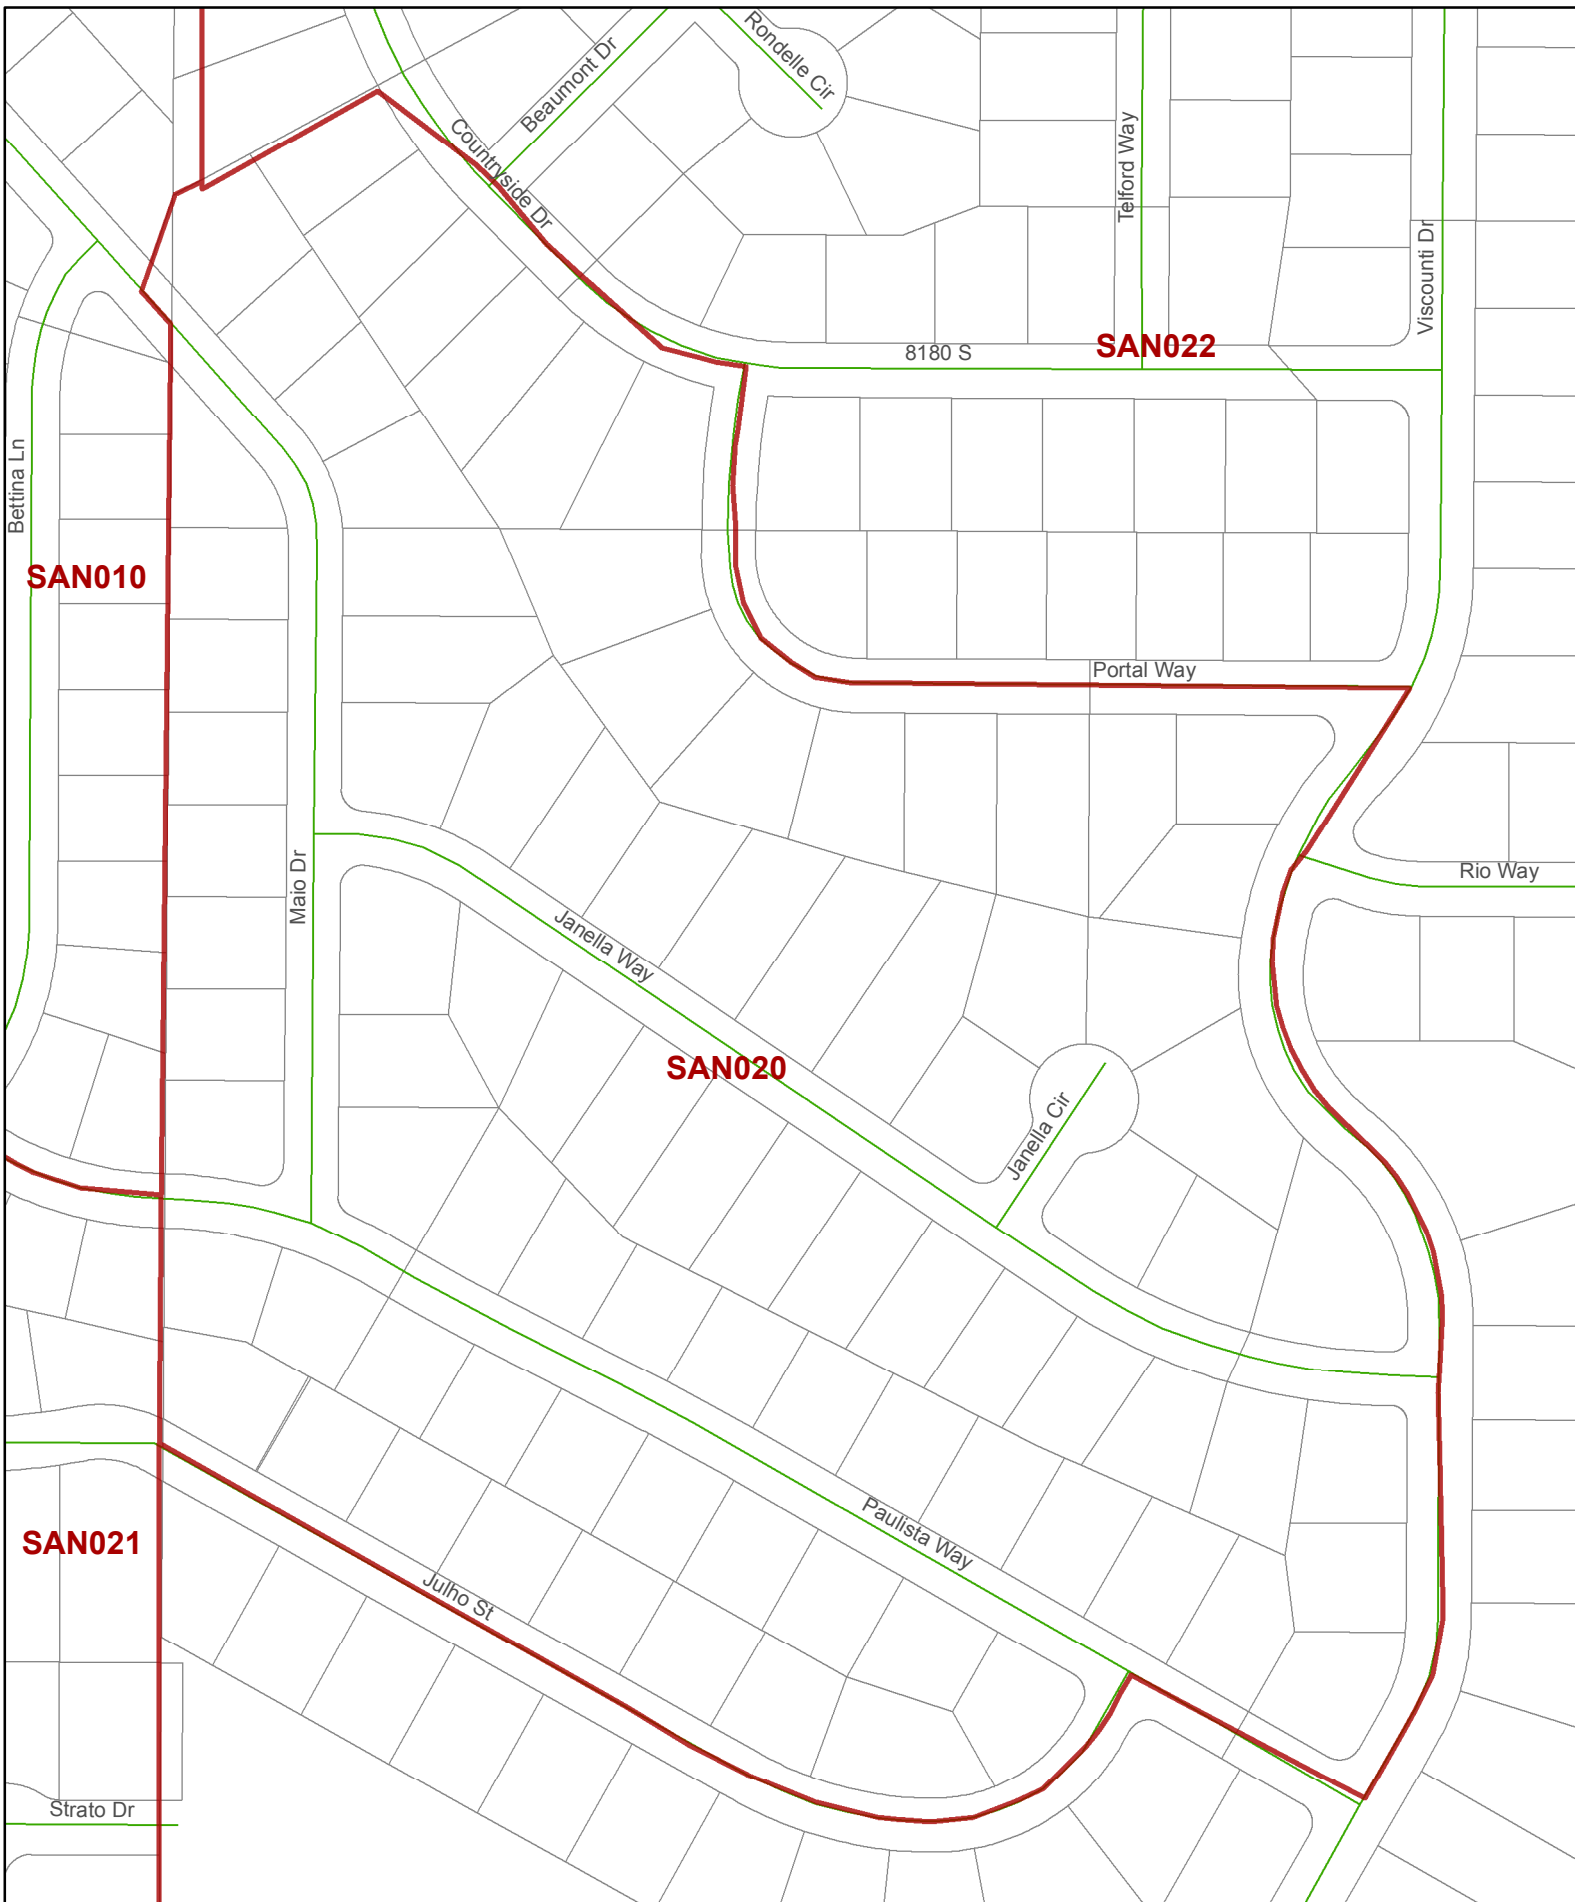 Rondelle Cir
Beaumont Dr
Countryside Dr
Telford Way
Viscounti Dr
8180 S
SAN022
Bettina Ln
SAN010
Portal Way
Maio Dr
Rio Way
Janella Way
SAN020
Janella Cir
Paulista Way
SAN021
Julho St
Strato Dr